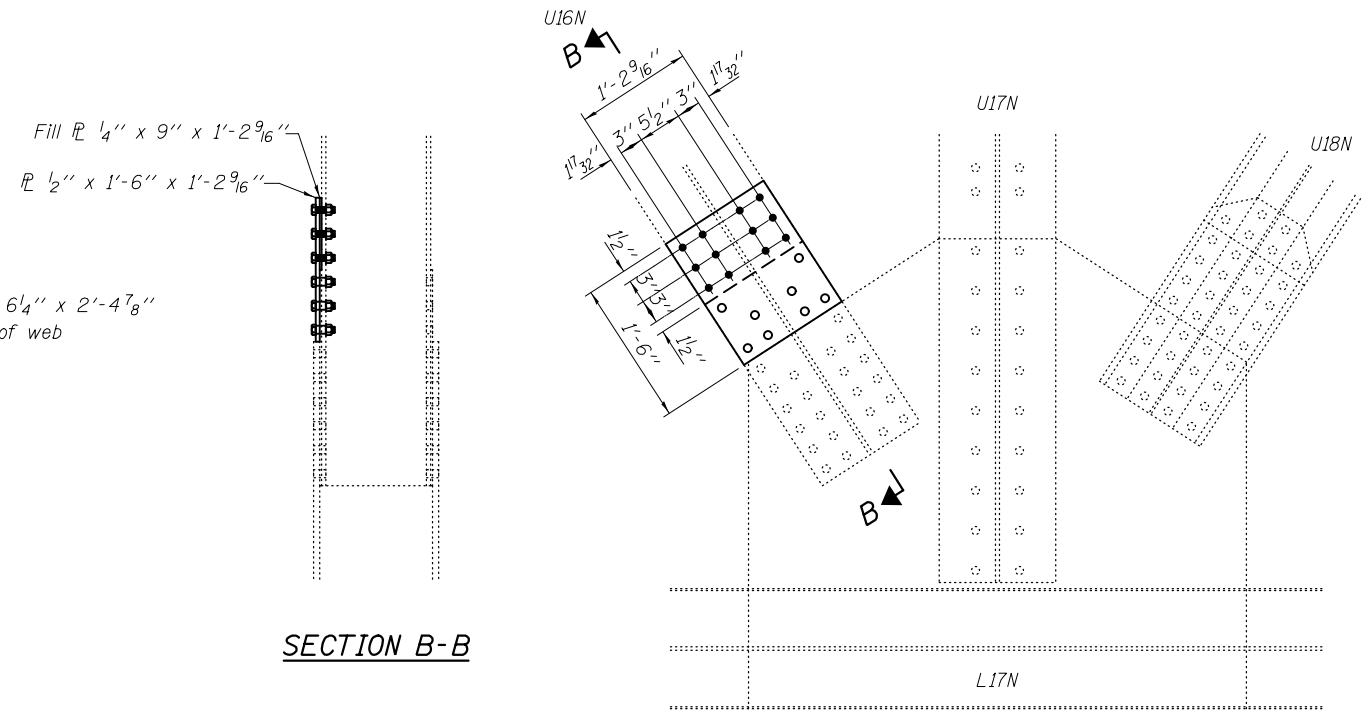 U16N
B
1'-2 9/16"
1 17/32"
3"
5 1/2"
3"
1 17/32"
U17N
U18N
Fill ℄ 1/4" x 9" x 1'-2 9/16"
℄ 1/2" x 1'-6" x 1'-2 9/16"
1 1/2"
3"
3"
1 1/2"
1'-6"
6 1/4" x 2'-4 7/8"
of web
B
SECTION B-B
L17N